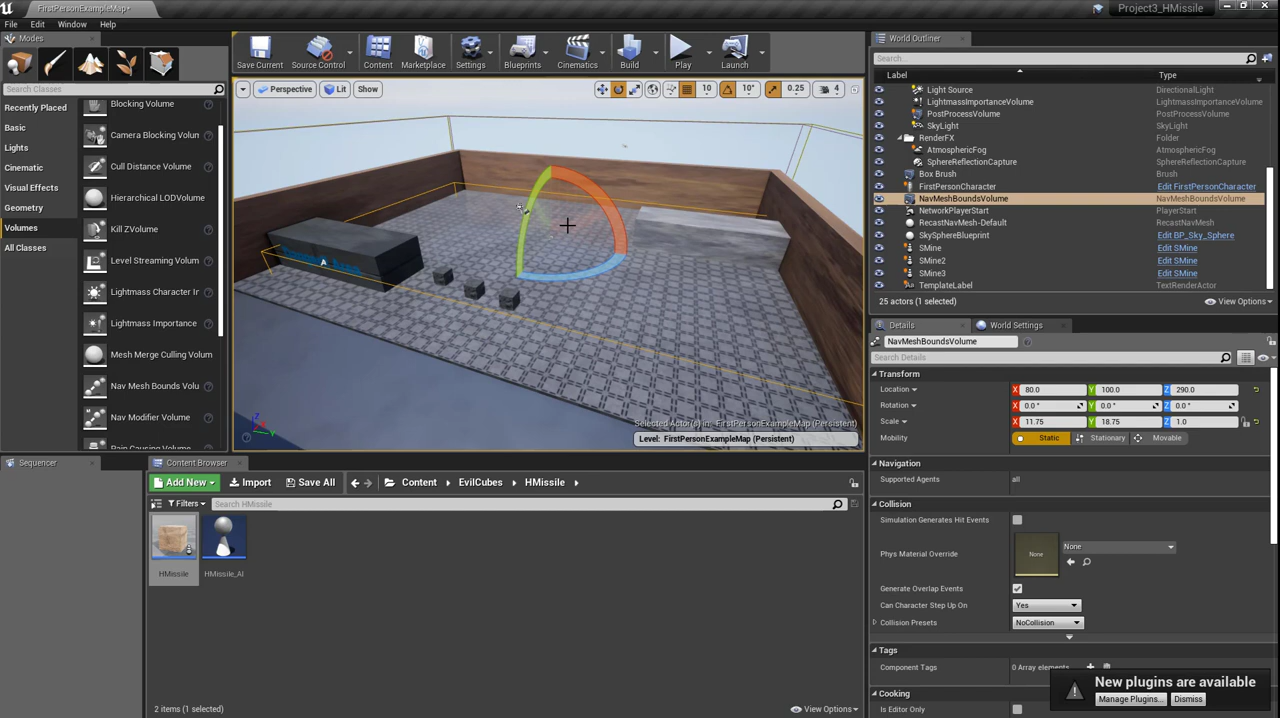 FirstPersonExampleMap*
Project3_HMissile
File Edit Window Help
Modes
Search Classes
Recently Placed
Basic
Lights
Cinematic
Visual Effects
Geometry
Volumes
All Classes
Blocking Volume
Camera Blocking Volun
Cull Distance Volume
Hierarchical LODVolume
Kill ZVolume
Level Streaming Volum
Lightmass Character Ir
Lightmass Importance
Mesh Merge Culling Volum
Nav Mesh Bounds Volu
Nav Modifier Volume
Pain Causing Volum
Save Current
Source Control
Content
Marketplace
Settings
Blueprints
Cinematics
Build
Play
Launch
Perspective Lit Show
10 10° 0.25 4
Selected Actor(s) in: FirstPersonExampleMap (Persistent)
Level: FirstPersonExampleMap (Persistent)
World Outliner
Search...
Label Type
Light Source DirectionalLight
LightmassImportanceVolume LightmassImportanceVolum
PostProcessVolume PostProcessVolume
SkyLight SkyLight
RenderFX Folder
AtmosphericFog AtmosphericFog
SphereReflectionCapture SphereReflectionCapture
Box Brush Brush
FirstPersonCharacter Edit FirstPersonCharacter
NavMeshBoundsVolume NavMeshBoundsVolume
NetworkPlayerStart PlayerStart
RecastNavMesh-Default RecastNavMesh
SkySphereBlueprint Edit BP_Sky_Sphere
SMine Edit SMine
SMine2 Edit SMine
SMine3 Edit SMine
TemplateLabel TextRenderActor
25 actors (1 selected)
View Options
Details World Settings
NavMeshBoundsVolume
Search Details
Transform
Location X 80.0 Y 100.0 Z 290.0
Rotation X 0.0 ° Y 0.0 ° Z 0.0 °
Scale X 11.75 Y 18.75 Z 1.0
Mobility Static Stationary Movable
Navigation
Supported Agents all
Collision
Simulation Generates Hit Events
Phys Material Override None None
Generate Overlap Events
Can Character Step Up On Yes
Collision Presets NoCollision
Tags
Component Tags 0 Array elements
Cooking
Is Editor Only
New plugins are available
Manage Plugins... Dismiss
Sequencer
Content Browser
Add New Import Save All Content EvilCubes HMissile
Filters Search HMissile
HMissile HMissile_AI
2 items (1 selected)
View Options